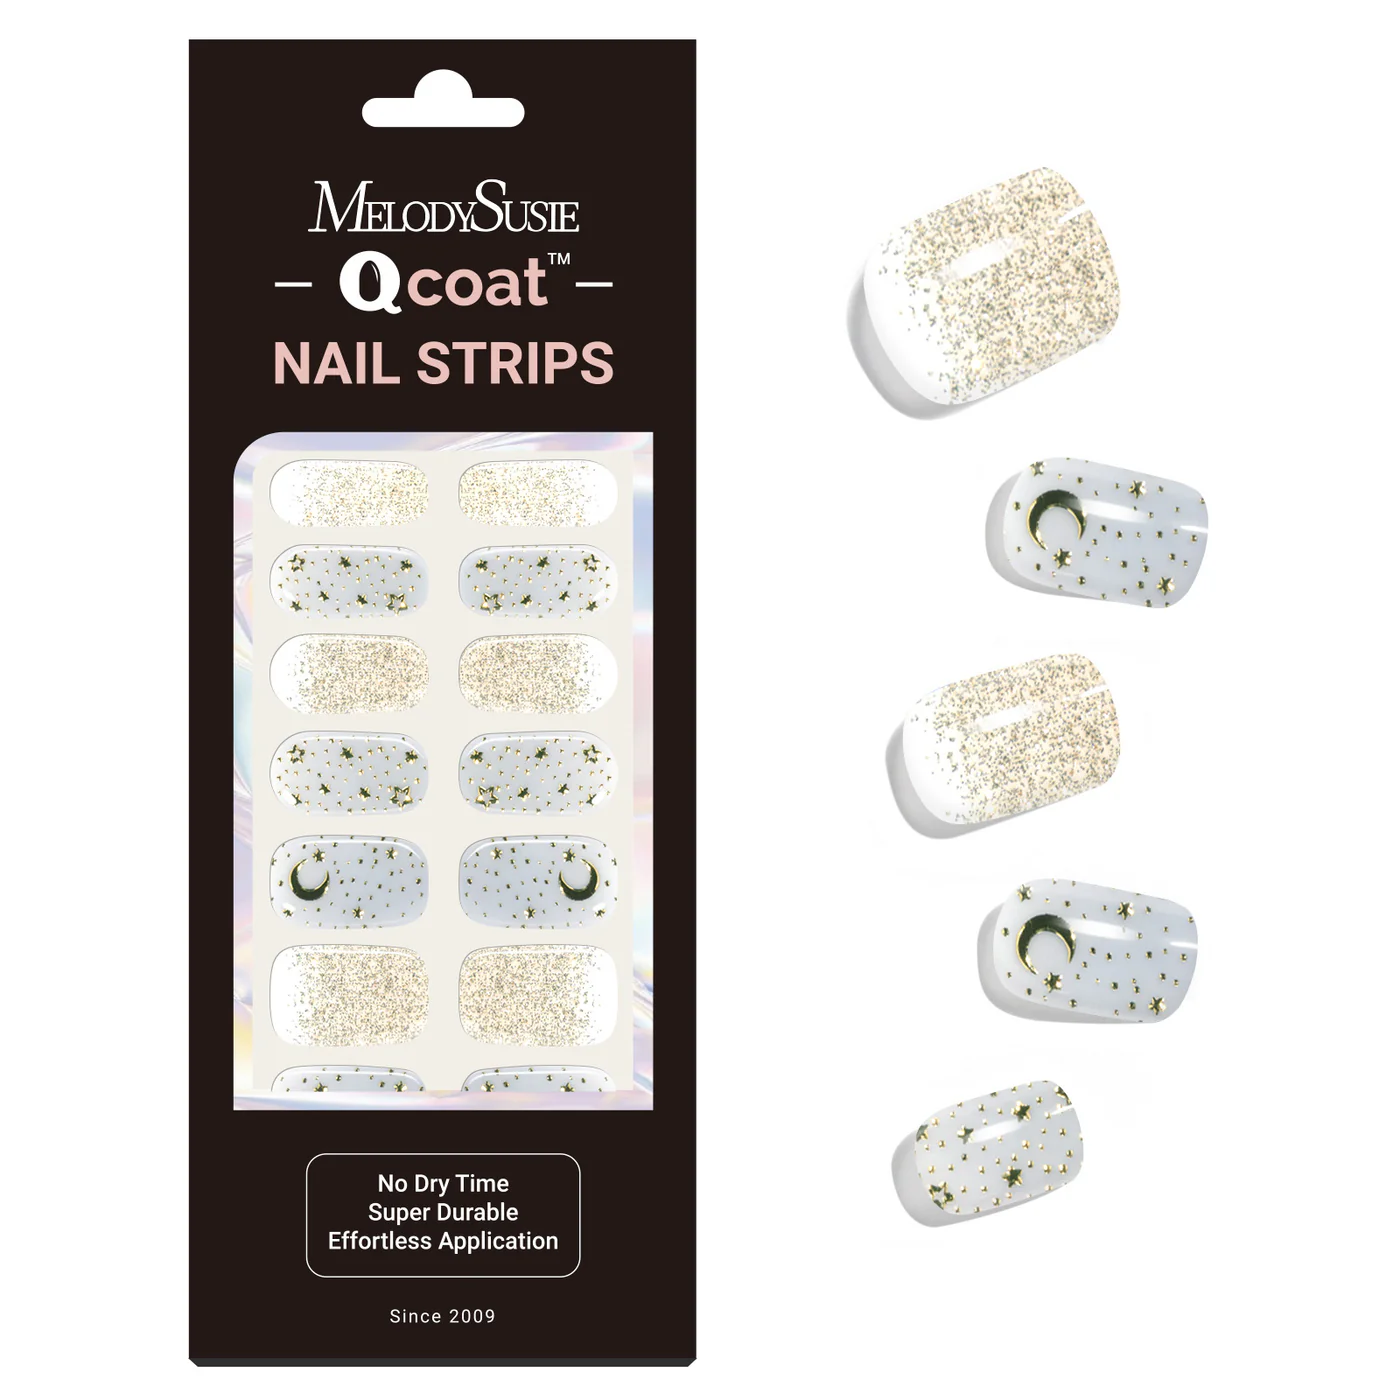 MELODYSUSIE
Qcoat™
NAIL STRIPS
No Dry Time
Super Durable
Effortless Application
Since 2009